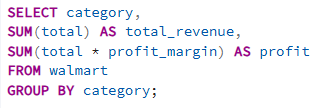 SELECT category,
SUM(total) AS total_revenue,
SUM(total * profit_margin) AS profit
FROM walmart
GROUP BY category;